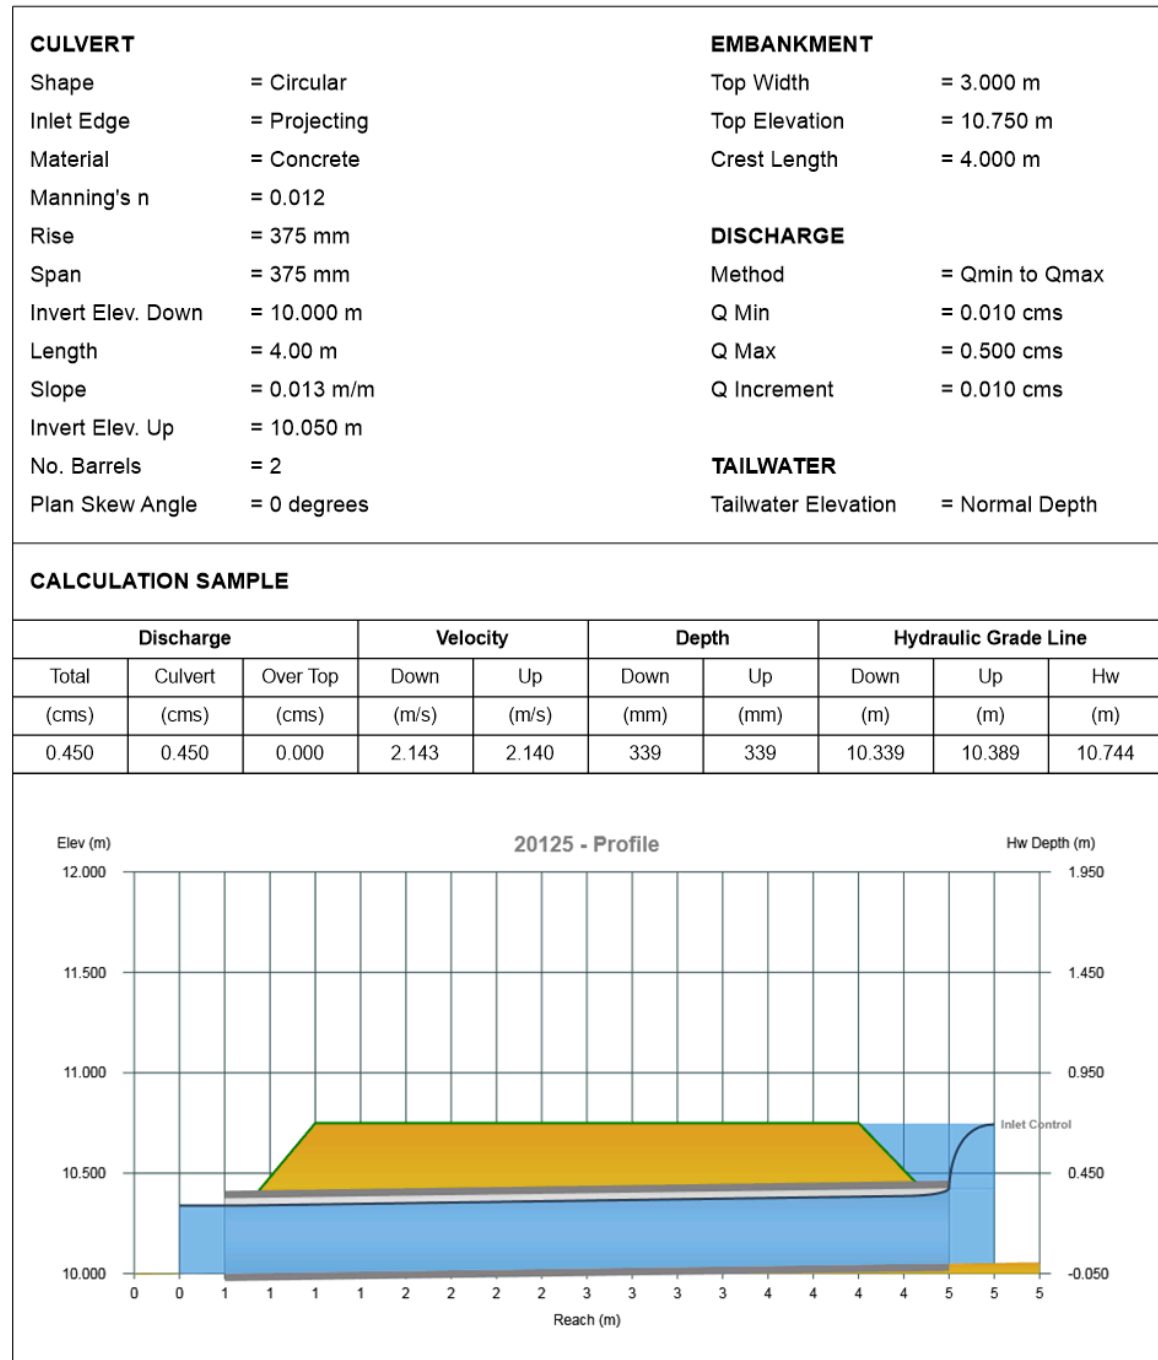 CULVERT
Shape = Circular
Inlet Edge = Projecting
Material = Concrete
Manning's n = 0.012
Rise = 375 mm
Span = 375 mm
Invert Elev. Down = 10.000 m
Length = 4.00 m
Slope = 0.013 m/m
Invert Elev. Up = 10.050 m
No. Barrels = 2
Plan Skew Angle = 0 degrees
EMBANKMENT
Top Width = 3.000 m
Top Elevation = 10.750 m
Crest Length = 4.000 m
DISCHARGE
Method = Qmin to Qmax
Q Min = 0.010 cms
Q Max = 0.500 cms
Q Increment = 0.010 cms
TAILWATER
Tailwater Elevation = Normal Depth
CALCULATION SAMPLE
Discharge Velocity Depth Hydraulic Grade Line
Total Culvert Over Top Down Up Down Up Down Up Hw
(cms) (cms) (cms) (m/s) (m/s) (mm) (mm) (m) (m) (m)
0.450 0.450 0.000 2.143 2.140 339 339 10.339 10.389 10.744
Elev (m) 20125 - Profile Hw Depth (m)
12.000 1.950
11.500 1.450
11.000 0.950
Inlet Control
10.500 0.450
10.000 -0.050
0 0 1 1 1 1 2 2 2 2 3 3 3 3 4 4 4 4 5 5 5
Reach (m)